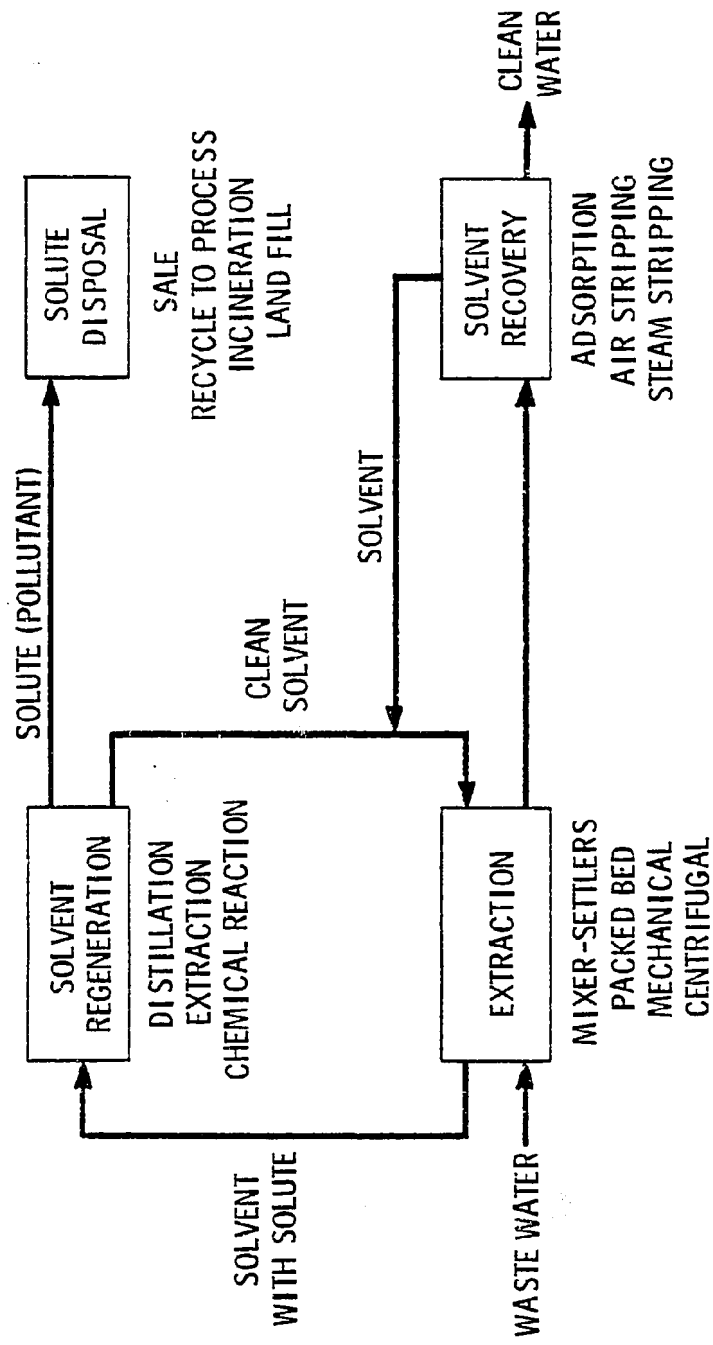 SOLUTE (POLLUTANT)
SOLVENT
REGENERATION
DISTILLATION
EXTRACTION
CHEMICAL REACTION
SOLUTE
DISPOSAL
SALE
RECYCLE TO PROCESS
INCINERATION
LAND FILL
SOLVENT
WITH SOLUTE
CLEAN
SOLVENT
SOLVENT
WASTE WATER
EXTRACTION
MIXER-SETTLERS
PACKED BED
MECHANICAL
CENTRIFUGAL
SOLVENT
RECOVERY
ADSORPTION
AIR STRIPPING
STEAM STRIPPING
CLEAN
WATER